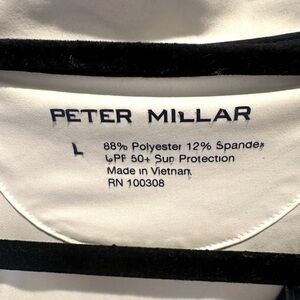 PETER MILLAR
L
88% Polyester 12% Spandex
UPF 50+ Sun Protection
Made in Vietnam
RN 100308